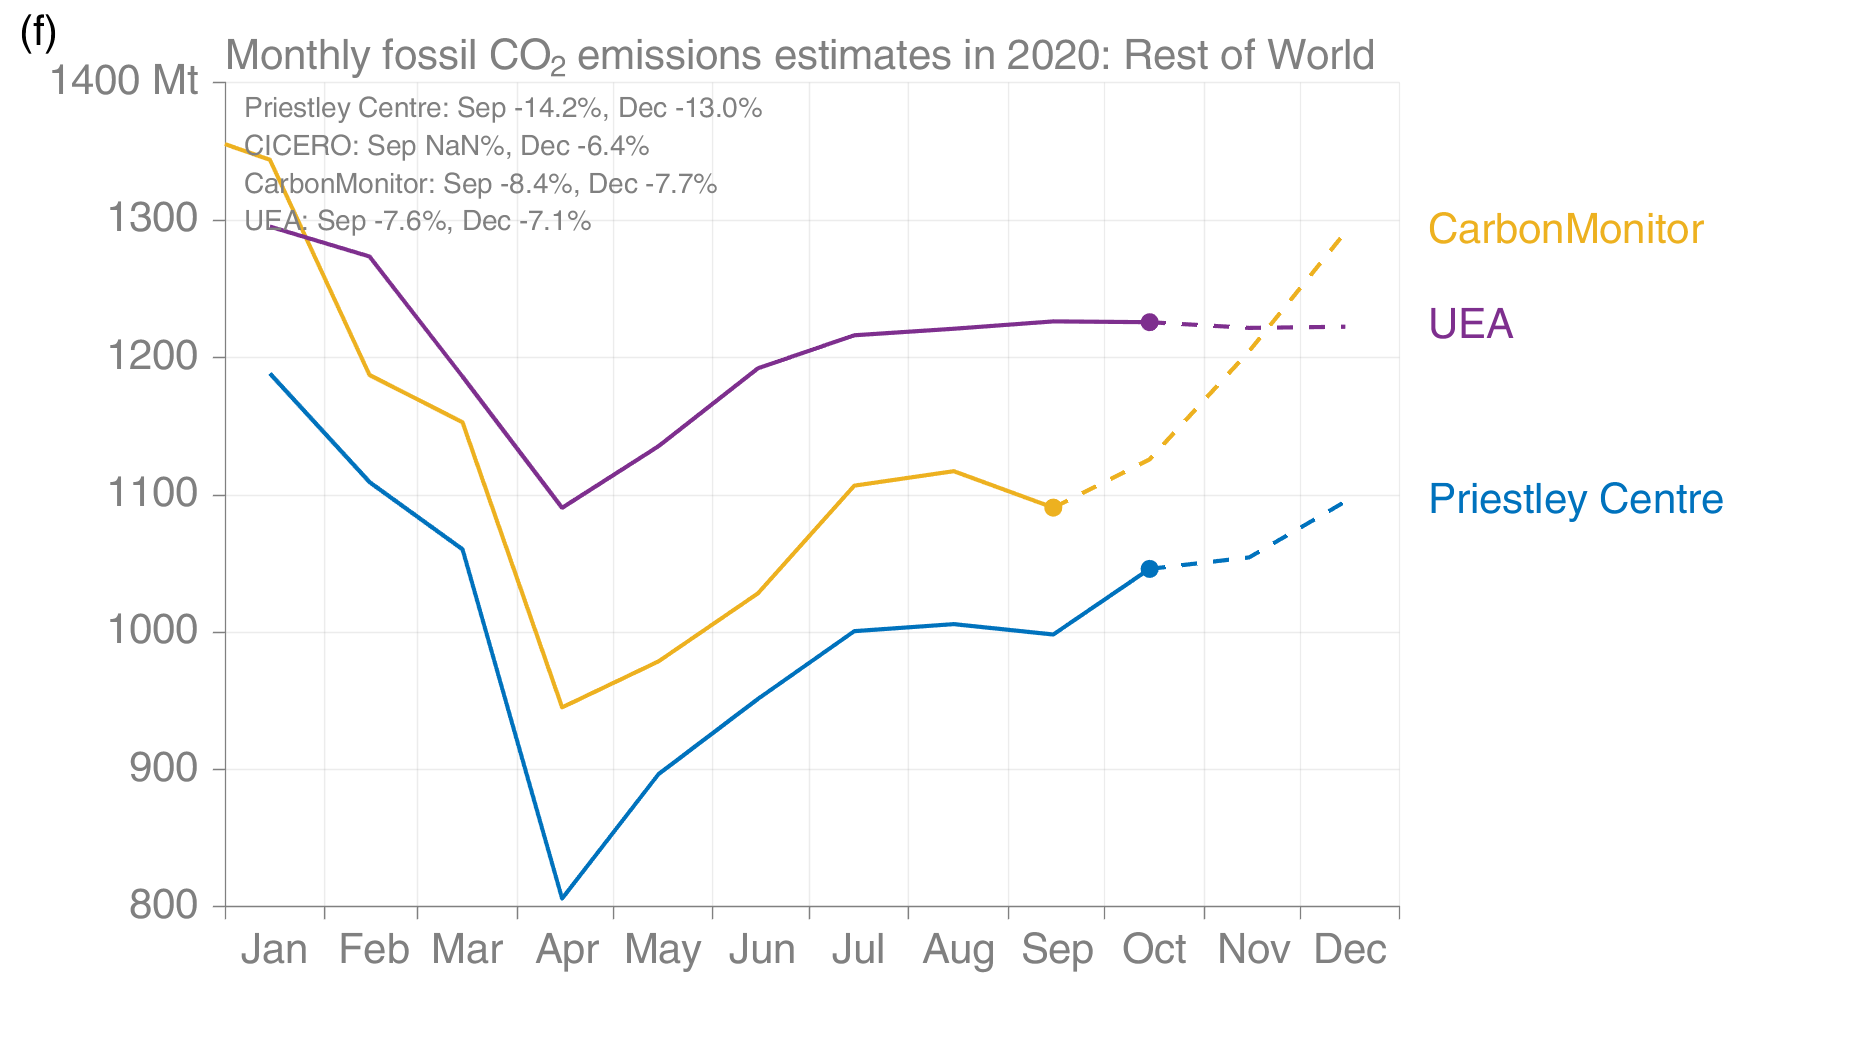 (f)
Monthly fossil CO₂ emissions estimates in 2020: Rest of World
1400 Mt
Priestley Centre: Sep -14.2%, Dec -13.0%
CICERO: Sep NaN%, Dec -6.4%
CarbonMonitor: Sep -8.4%, Dec -7.7%
UEA: Sep -7.6%, Dec -7.1%
1300
CarbonMonitor
UEA
1200
1100
Priestley Centre
1000
900
800
Jan Feb Mar Apr May Jun Jul Aug Sep Oct Nov Dec